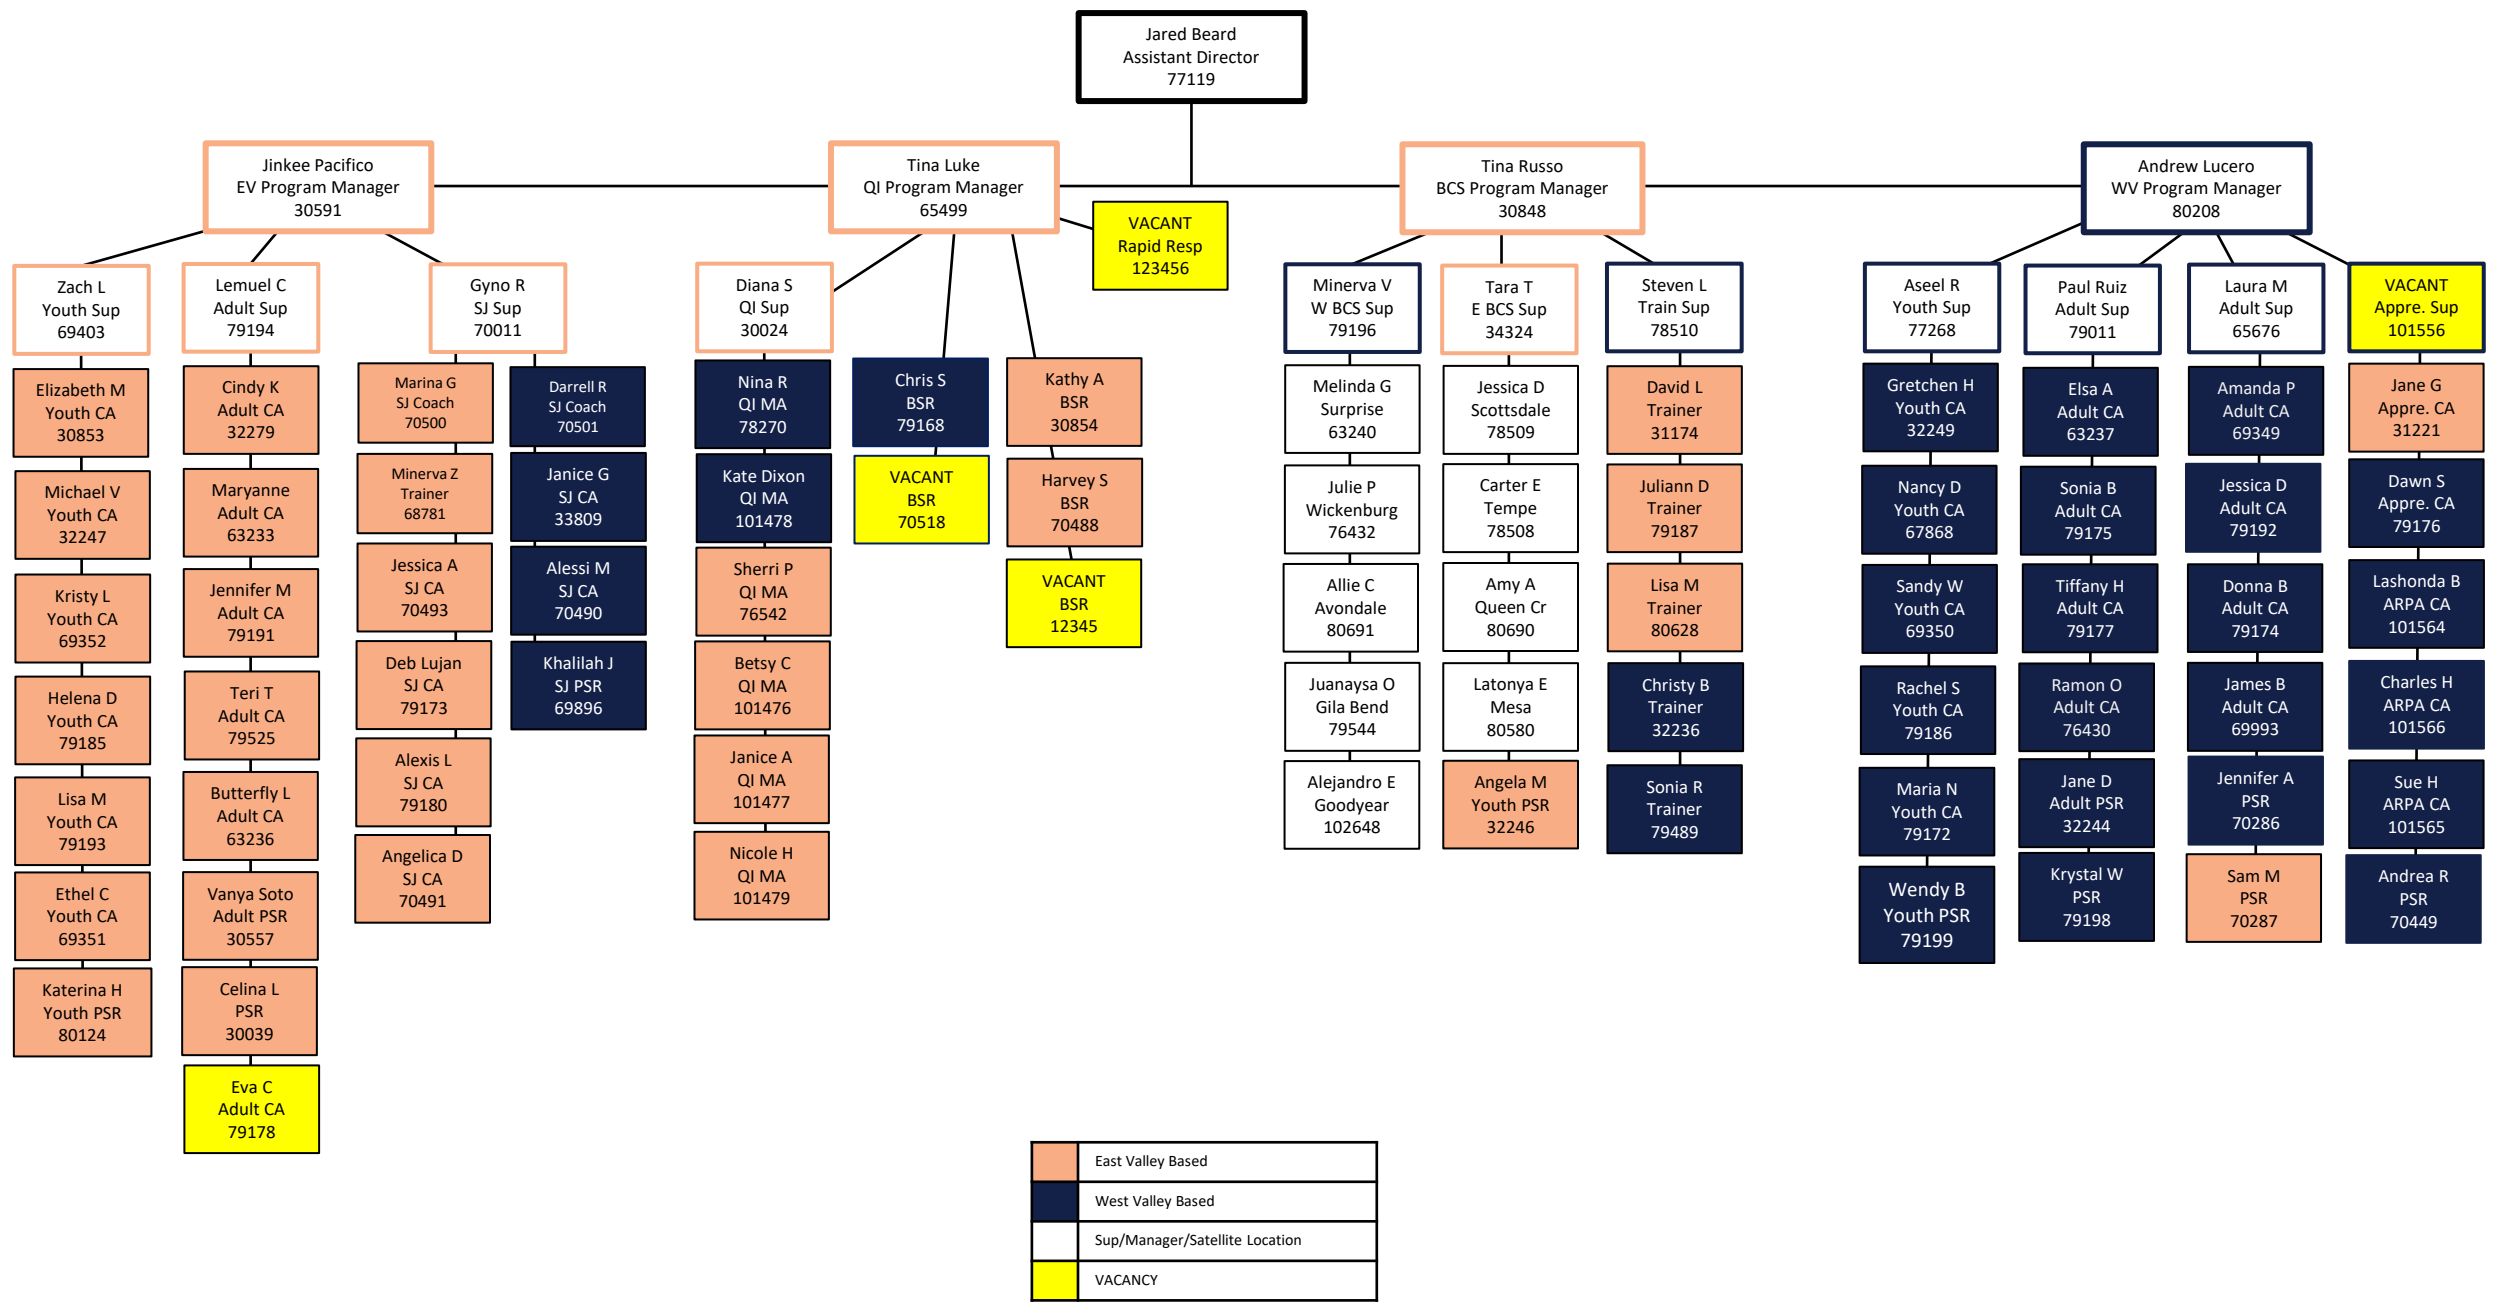 Jared Beard
Assistant Director
77119
Jinkee Pacifico
EV Program Manager
30591
Tina Luke
QI Program Manager
65499
Tina Russo
BCS Program Manager
30848
Andrew Lucero
WV Program Manager
80208
VACANT
Rapid Resp
123456
Zach L
Youth Sup
69403
Elizabeth M
Youth CA
30853
Michael V
Youth CA
32247
Kristy L
Youth CA
69352
Helena D
Youth CA
79185
Lisa M
Youth CA
79193
Ethel C
Youth CA
69351
Katerina H
Youth PSR
80124
Lemuel C
Adult Sup
79194
Cindy K
Adult CA
32279
Maryanne
Adult CA
63233
Jennifer M
Adult CA
79191
Teri T
Adult CA
79525
Butterfly L
Adult CA
63236
Vanya Soto
Adult PSR
30557
Celina L
PSR
30039
Eva C
Adult CA
79178
Gyno R
SJ Sup
70011
Marina G
SJ Coach
70500
Minerva Z
Trainer
68781
Jessica A
SJ CA
70493
Deb Lujan
SJ CA
79173
Alexis L
SJ CA
79180
Angelica D
SJ CA
70491
Darrell R
SJ Coach
70501
Janice G
SJ CA
33809
Alessi M
SJ CA
70490
Khalilah J
SJ PSR
69896
Diana S
QI Sup
30024
Nina R
QI MA
78270
Kate Dixon
QI MA
101478
Sherri P
QI MA
76542
Betsy C
QI MA
101476
Janice A
QI MA
101477
Nicole H
QI MA
101479
Chris S
BSR
79168
VACANT
BSR
70518
Kathy A
BSR
30854
Harvey S
BSR
70488
VACANT
BSR
12345
Minerva V
W BCS Sup
79196
Melinda G
Surprise
63240
Julie P
Wickenburg
76432
Allie C
Avondale
80691
Juanaysa O
Gila Bend
79544
Alejandro E
Goodyear
102648
Tara T
E BCS Sup
34324
Jessica D
Scottsdale
78509
Carter E
Tempe
78508
Amy A
Queen Cr
80690
Latonya E
Mesa
80580
Angela M
Youth PSR
32246
Steven L
Train Sup
78510
David L
Trainer
31174
Juliann D
Trainer
79187
Lisa M
Trainer
80628
Christy B
Trainer
32236
Sonia R
Trainer
79489
Aseel R
Youth Sup
77268
Gretchen H
Youth CA
32249
Nancy D
Youth CA
67868
Sandy W
Youth CA
69350
Rachel S
Youth CA
79186
Maria N
Youth CA
79172
Wendy B
Youth PSR
79199
Paul Ruiz
Adult Sup
79011
Elsa A
Adult CA
63237
Sonia B
Adult CA
79175
Tiffany H
Adult CA
79177
Ramon O
Adult CA
76430
Jane D
Adult PSR
32244
Krystal W
PSR
79198
Laura M
Adult Sup
65676
Amanda P
Adult CA
69349
Jessica D
Adult CA
79192
Donna B
Adult CA
79174
James B
Adult CA
69993
Jennifer A
PSR
70286
Sam M
PSR
70287
VACANT
Appre. Sup
101556
Jane G
Appre. CA
31221
Dawn S
Appre. CA
79176
Lashonda B
ARPA CA
101564
Charles H
ARPA CA
101566
Sue H
ARPA CA
101565
Andrea R
PSR
70449
East Valley Based
West Valley Based
Sup/Manager/Satellite Location
VACANCY